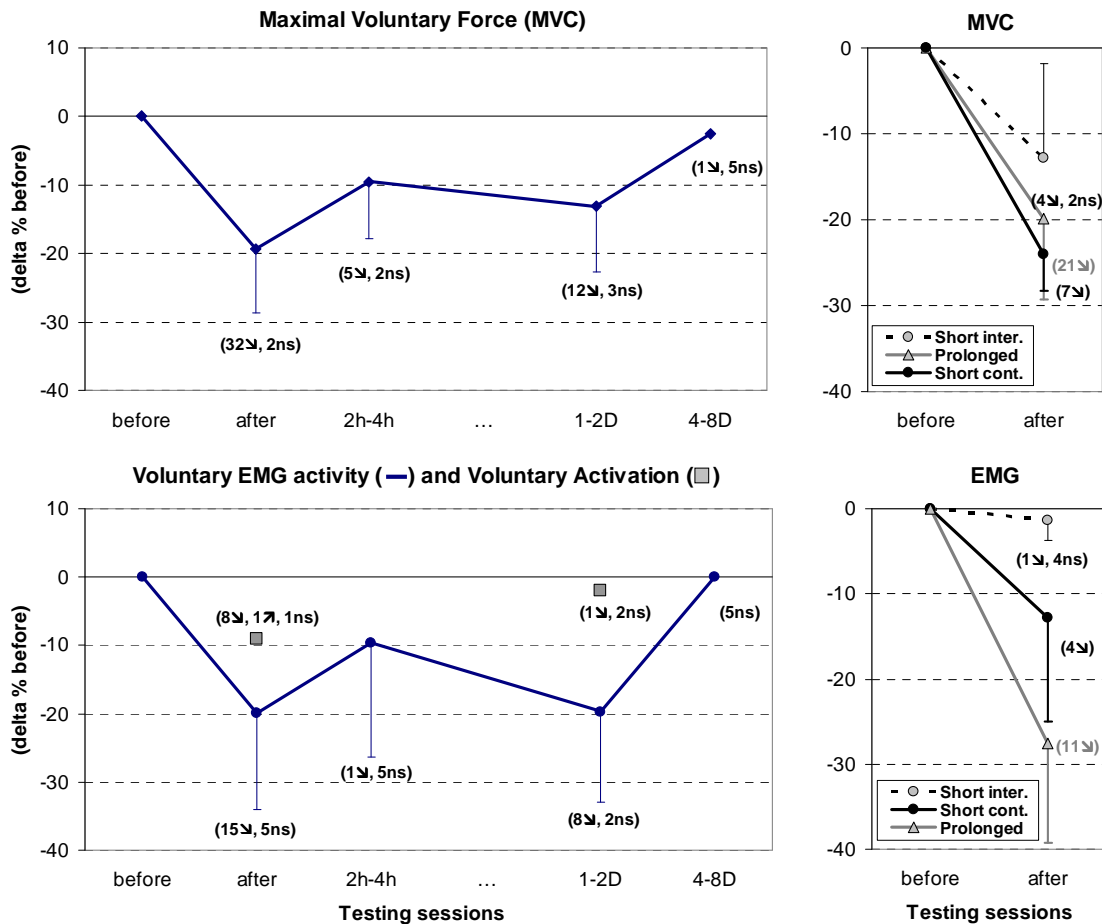 Maximal Voluntary Force (MVC)
10
0
-10
-20
-30
-40
(delta % before)
(32↘, 2ns)
(5↘, 2ns)
(12↘, 3ns)
(1↘, 5ns)
before after 2h-4h … 1-2D 4-8D
MVC
0
-10
-20
-30
-40
(4↘, 2ns)
(21↘)
(7↘)
Short inter.
Prolonged
Short cont.
before after
Voluntary EMG activity (—) and Voluntary Activation (■)
10
0
-10
-20
-30
-40
(delta % before)
(8↘, 1↗, 1ns)
(15↘, 5ns)
(1↘, 5ns)
(1↘, 2ns)
(8↘, 2ns)
(5ns)
before after 2h-4h … 1-2D 4-8D
Testing sessions
EMG
0
-10
-20
-30
-40
(1↘, 4ns)
(4↘)
(11↘)
Short inter.
Short cont.
Prolonged
before after
Testing sessions